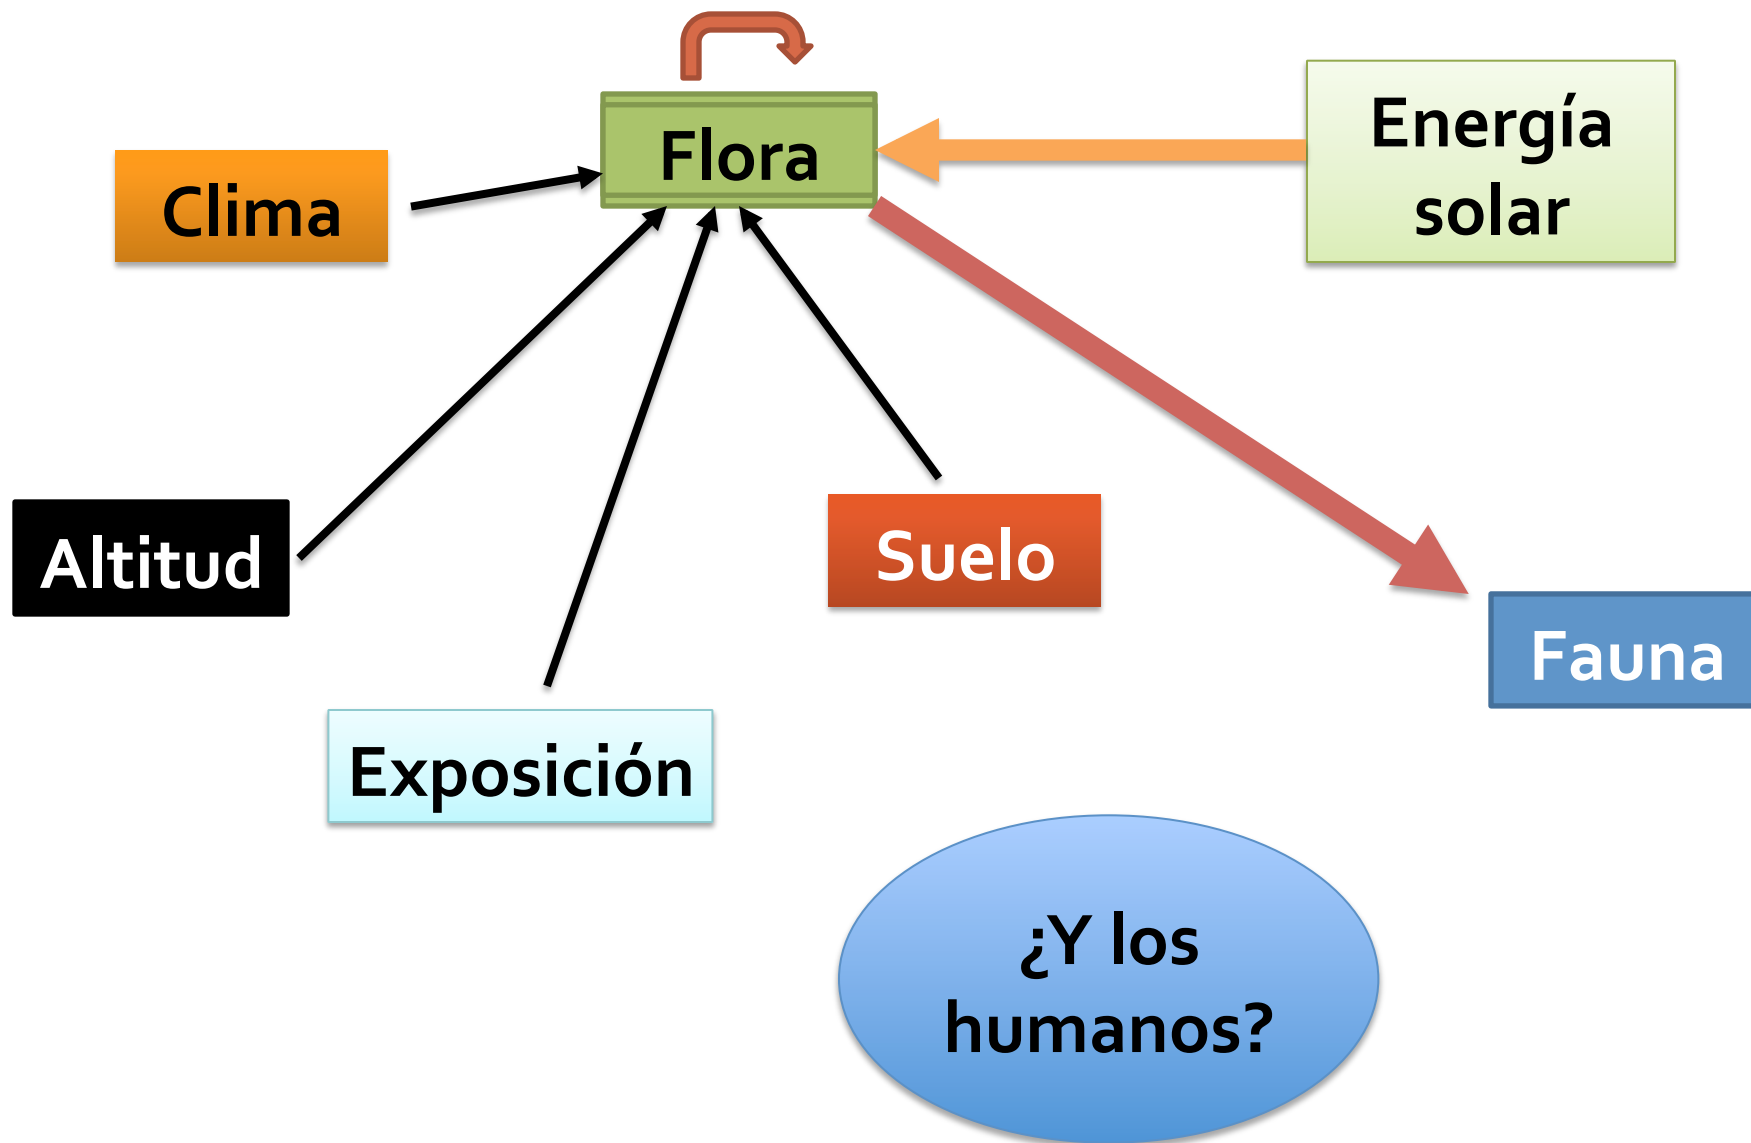 Flora
Energía
solar
Clima
Altitud
Suelo
Fauna
Exposición
¿Y los
humanos?